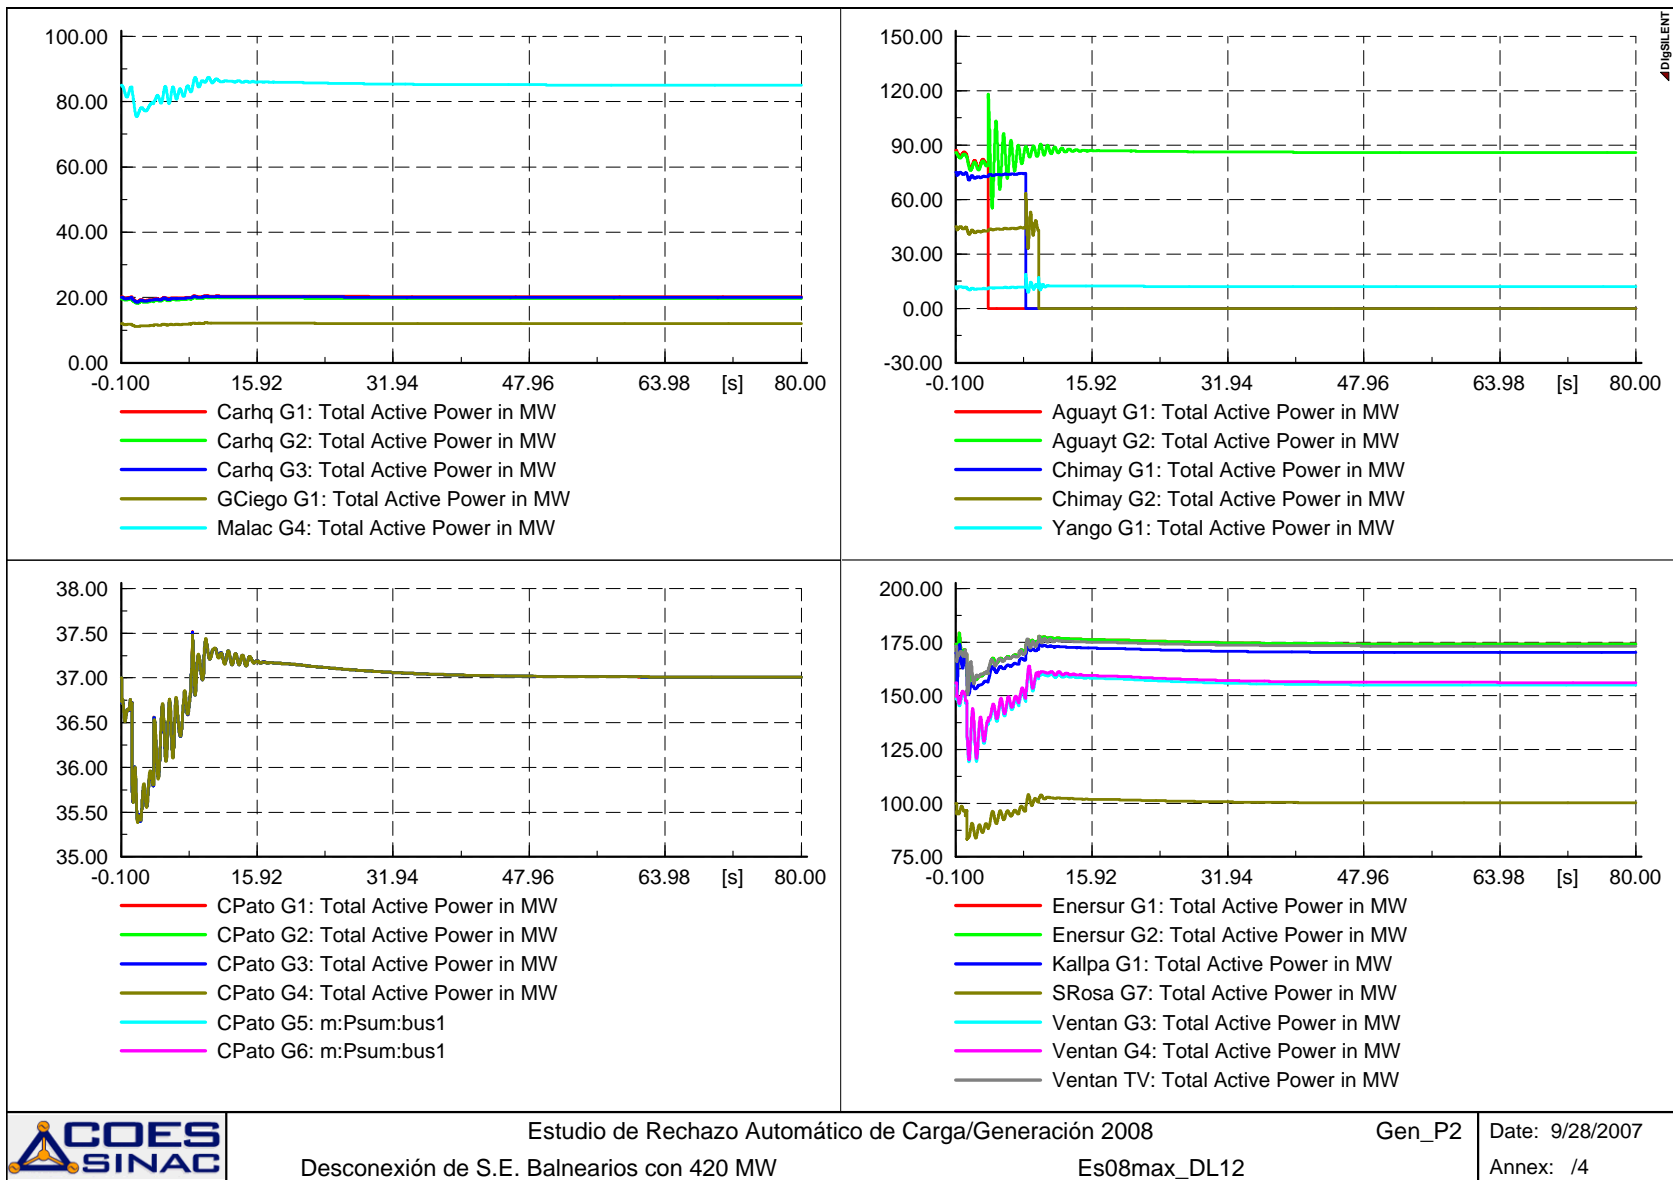 100.00
80.00
60.00
40.00
20.00
0.00
-0.100 15.92 31.94 47.96 63.98 [s] 80.00
Carhq G1: Total Active Power in MW
Carhq G2: Total Active Power in MW
Carhq G3: Total Active Power in MW
GCiego G1: Total Active Power in MW
Malac G4: Total Active Power in MW
150.00
120.00
90.00
60.00
30.00
0.00
-30.00
-0.100 15.92 31.94 47.96 63.98 [s] 80.00
Aguayt G1: Total Active Power in MW
Aguayt G2: Total Active Power in MW
Chimay G1: Total Active Power in MW
Chimay G2: Total Active Power in MW
Yango G1: Total Active Power in MW
DIgSILENT
38.00
37.50
37.00
36.50
36.00
35.50
35.00
-0.100 15.92 31.94 47.96 63.98 [s] 80.00
CPato G1: Total Active Power in MW
CPato G2: Total Active Power in MW
CPato G3: Total Active Power in MW
CPato G4: Total Active Power in MW
CPato G5: m:Psum:bus1
CPato G6: m:Psum:bus1
200.00
175.00
150.00
125.00
100.00
75.00
-0.100 15.92 31.94 47.96 63.98 [s] 80.00
Enersur G1: Total Active Power in MW
Enersur G2: Total Active Power in MW
Kallpa G1: Total Active Power in MW
SRosa G7: Total Active Power in MW
Ventan G3: Total Active Power in MW
Ventan G4: Total Active Power in MW
Ventan TV: Total Active Power in MW
COES
SINAC
Estudio de Rechazo Automático de Carga/Generación 2008 Gen_P2
Desconexión de S.E. Balnearios con 420 MW Es08max_DL12
Date: 9/28/2007
Annex: /4